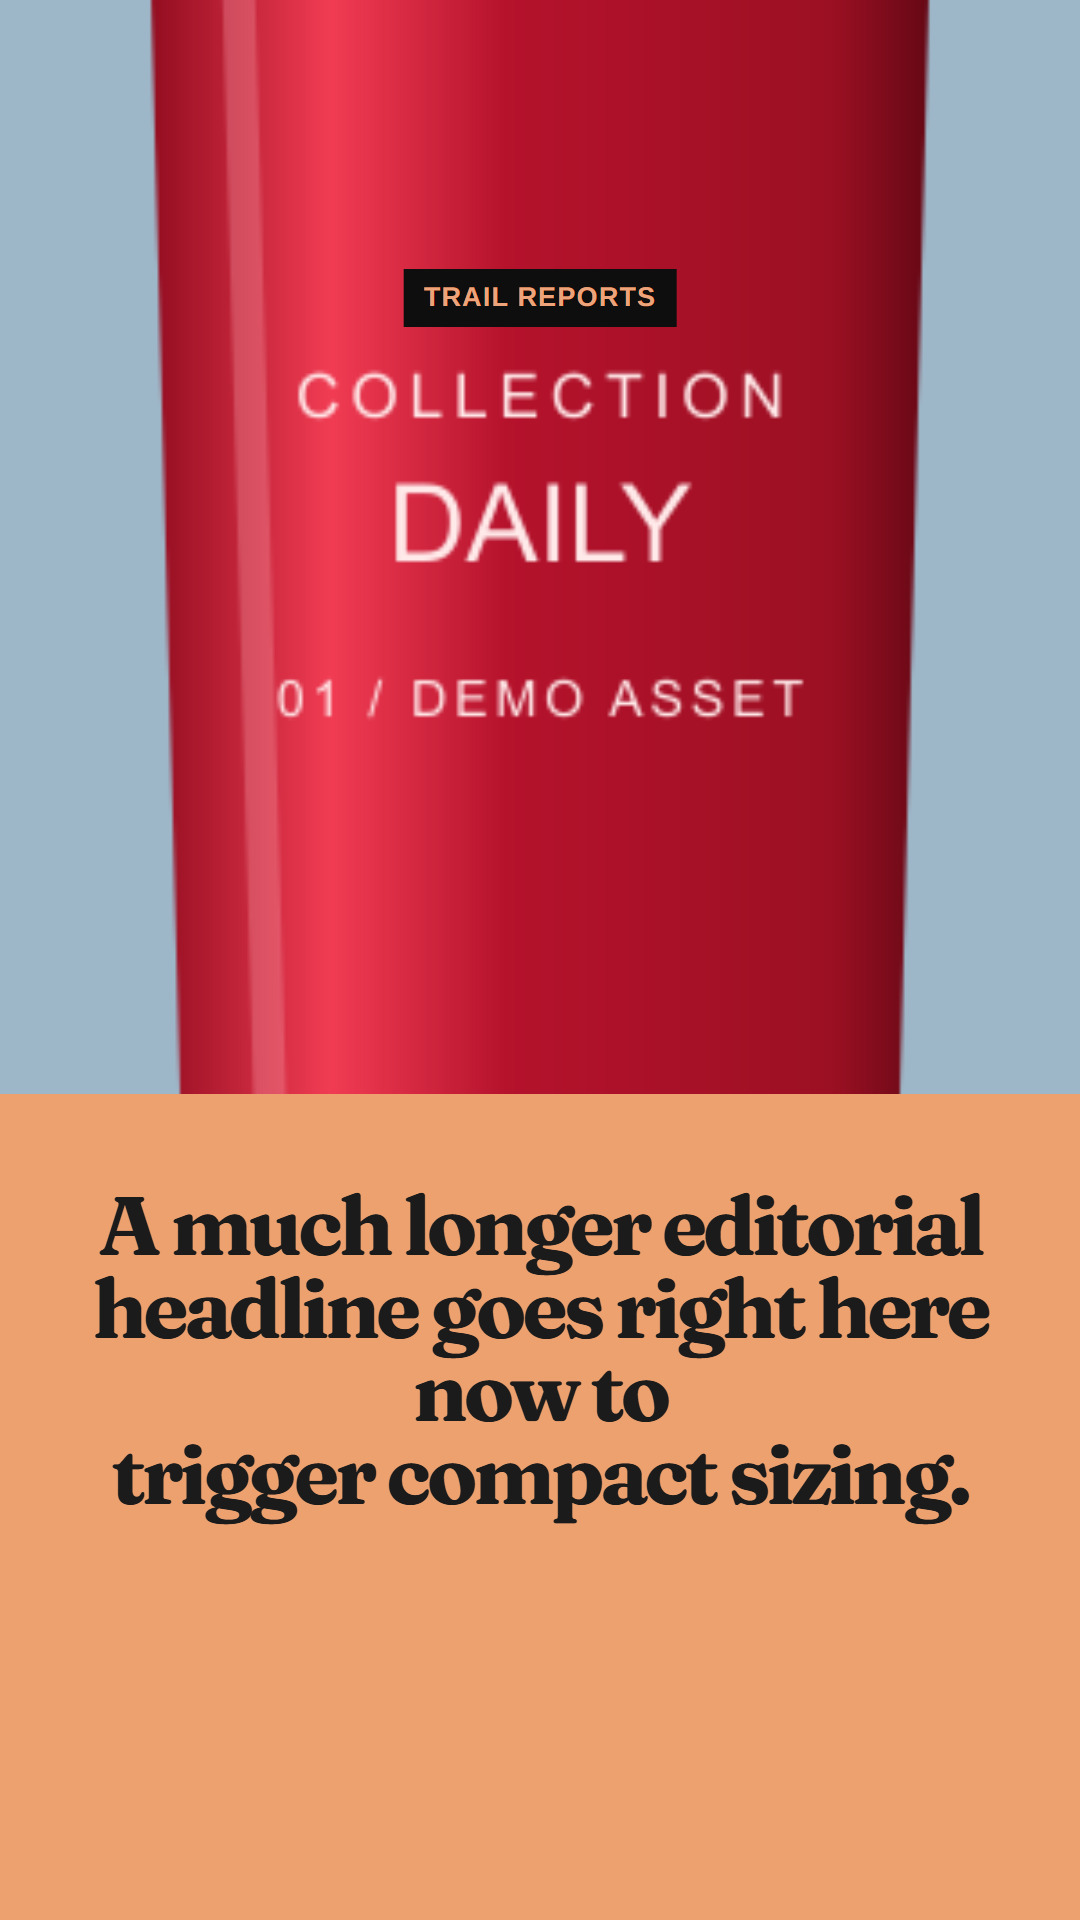 TRAIL REPORTS
COLLECTION
DAILY
01 / DEMO ASSET
A much longer editorial
headline goes right here
now to
trigger compact sizing.